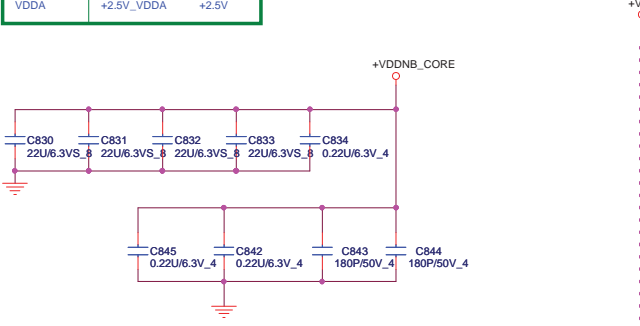 VDDA +2.5V_VDDA +2.5V
+V
+VDDNB_CORE
C830 C831 C832 C833 C834
22U/6.3VS_8 22U/6.3VS_8 22U/6.3VS_8 22U/6.3VS_8 0.22U/6.3V_4
C845 C842 C843 C844
0.22U/6.3V_4 0.22U/6.3V_4 180P/50V_4 180P/50V_4